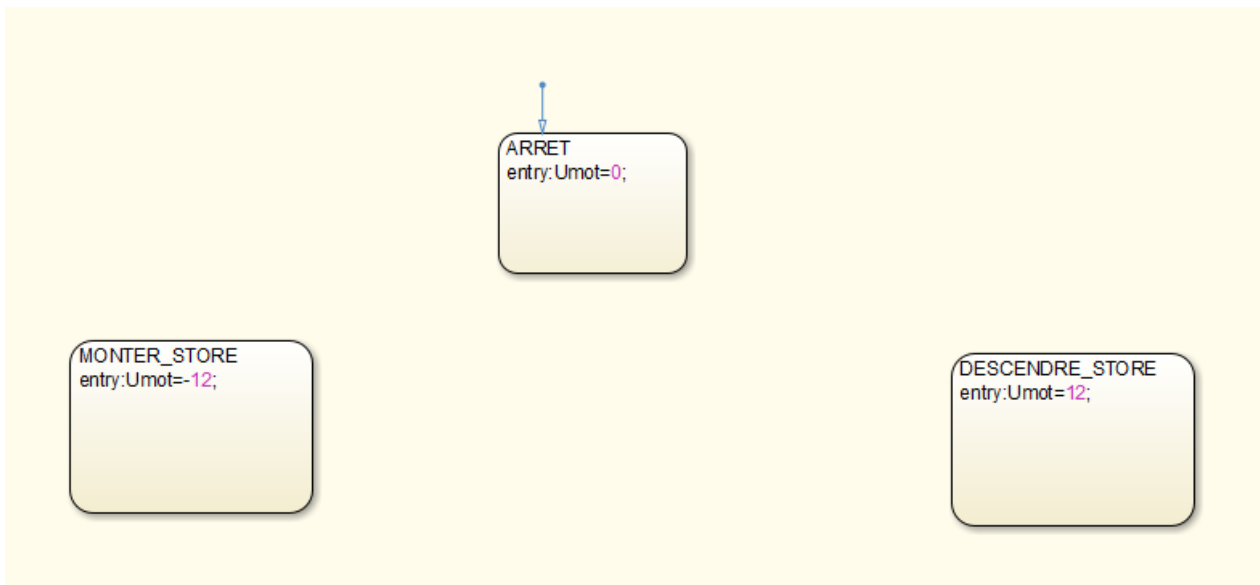 ARRET
entry:Umot=0;
MONTER_STORE
entry:Umot=-12;
DESCENDRE_STORE
entry:Umot=12;